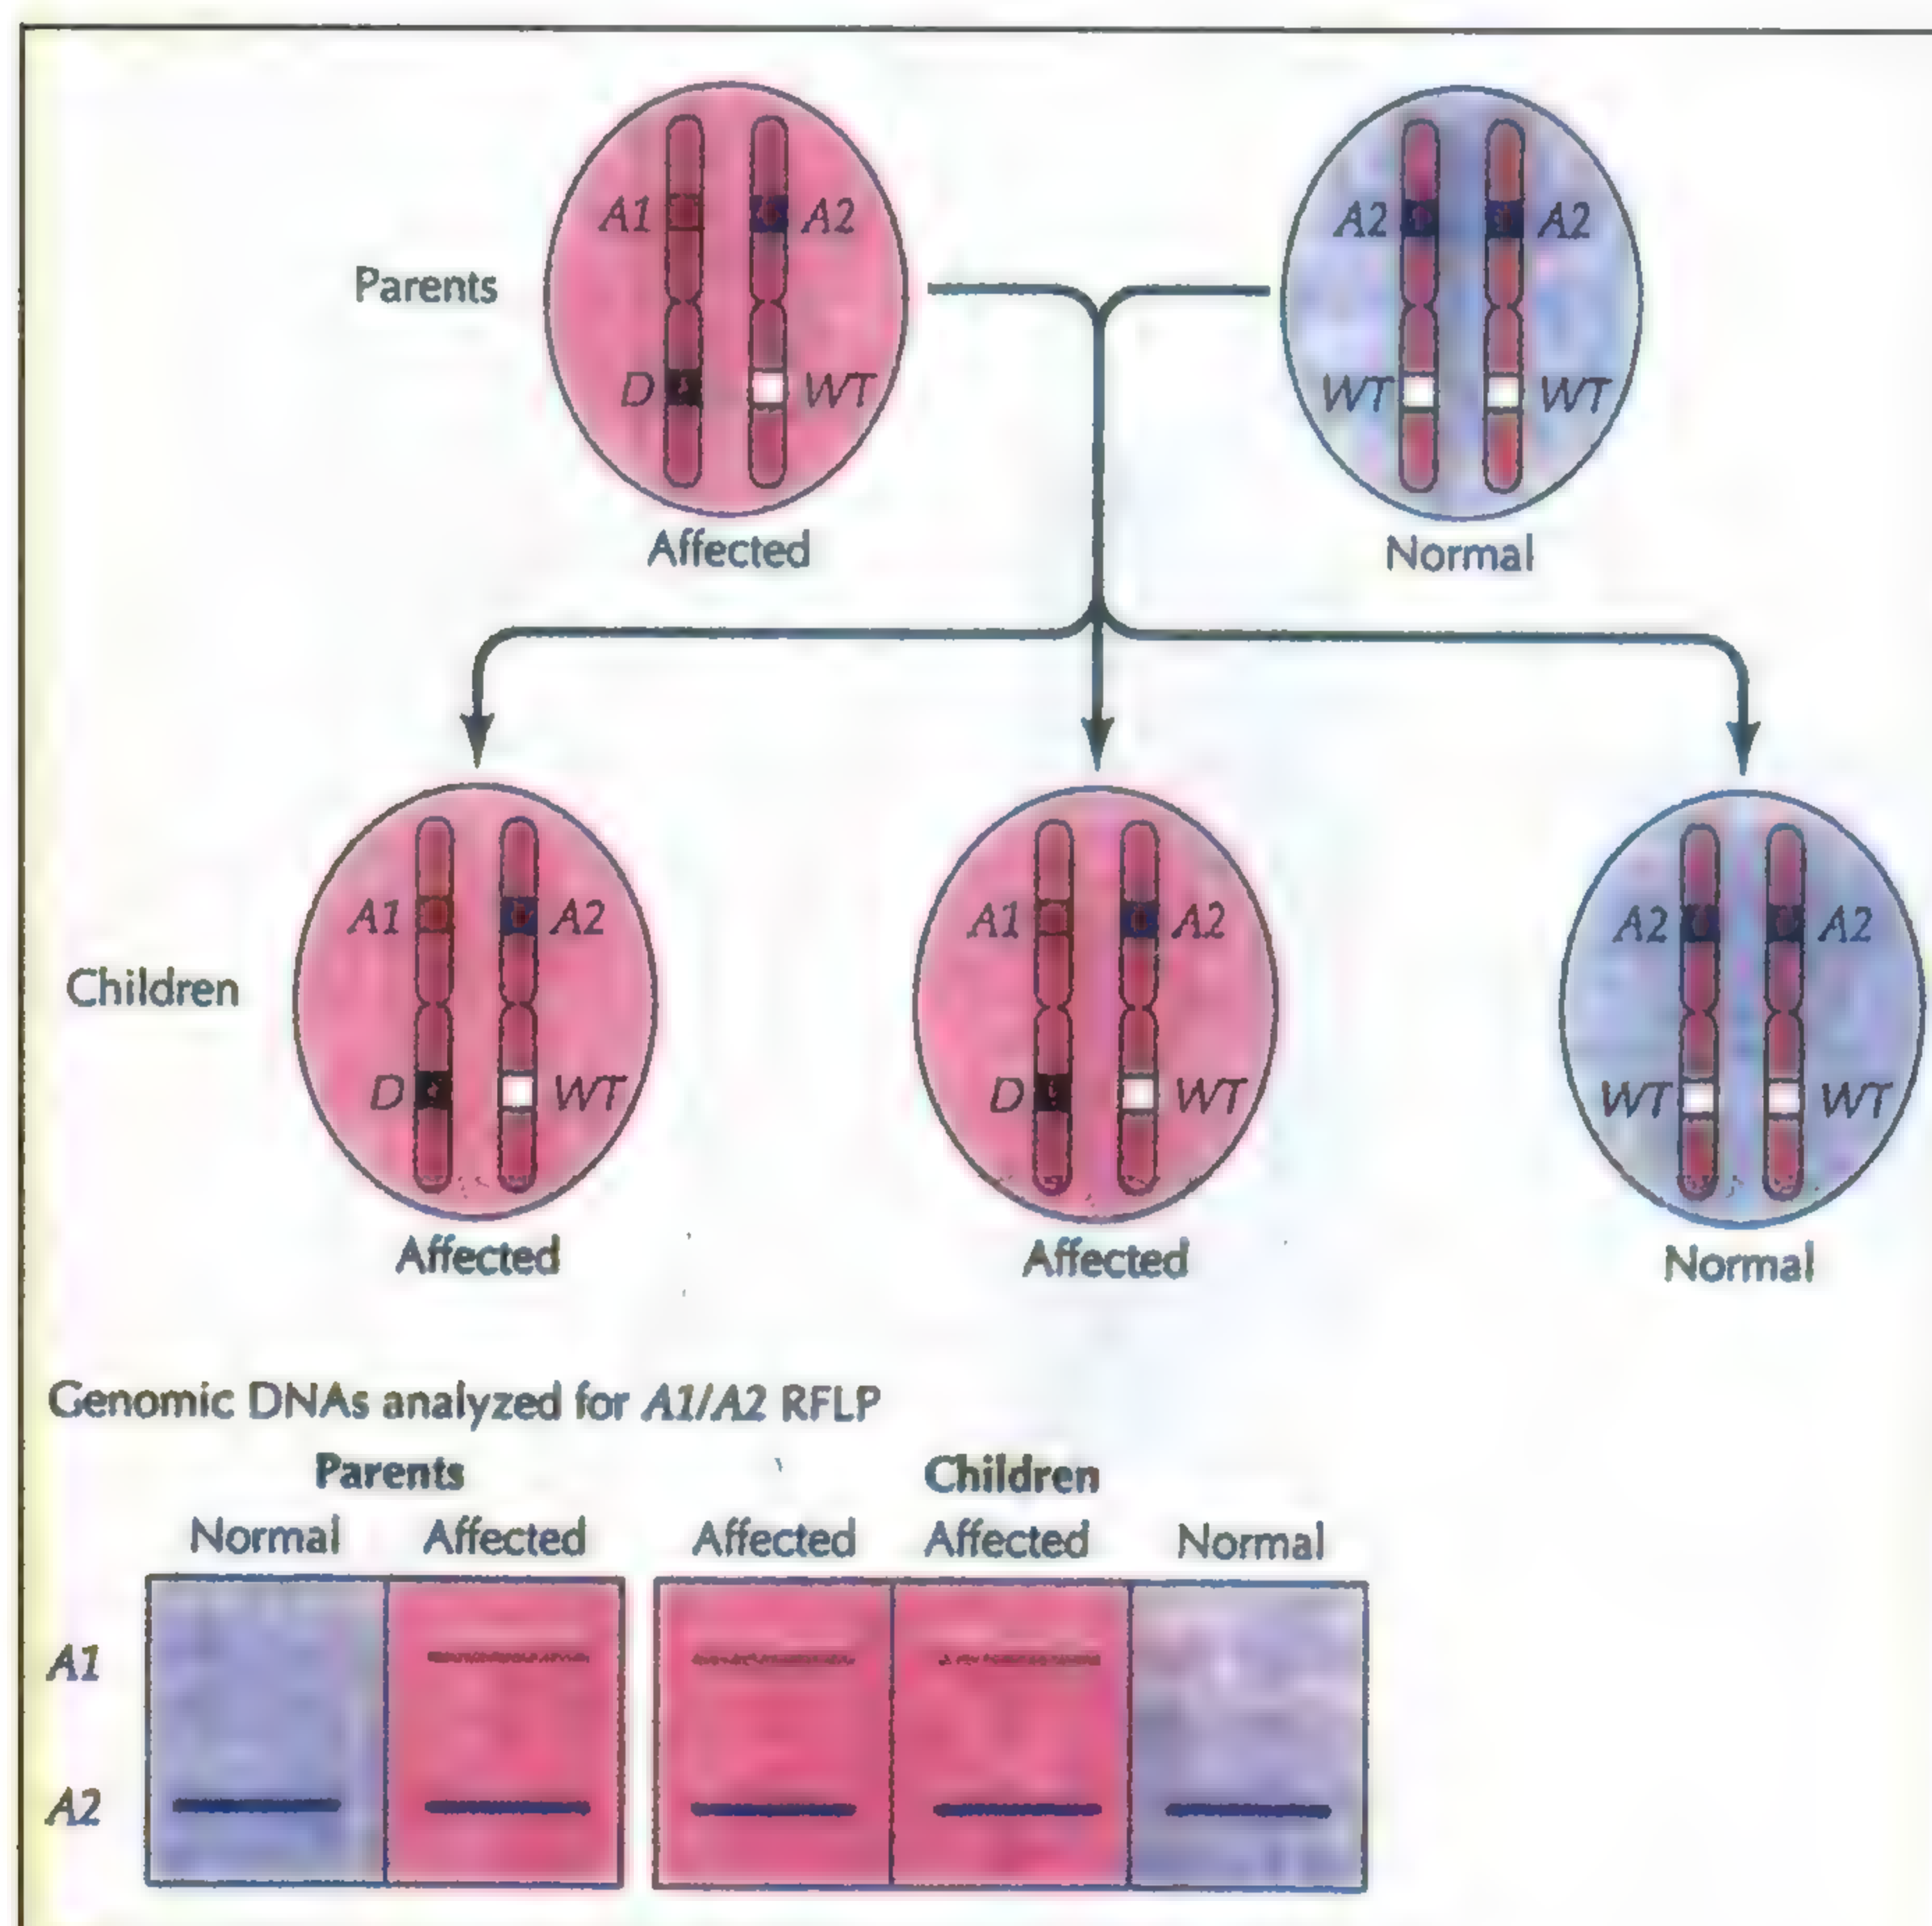 A1 A2 A2 A2
Parents
D WT WT WT
Affected Normal
A1 A2 A1 A2 A2 A2
Children
D WT D WT WT WT
Affected Affected Normal
Genomic DNAs analyzed for A1/A2 RFLP
Parents Children
Normal Affected Affected Affected Normal
A1
A2